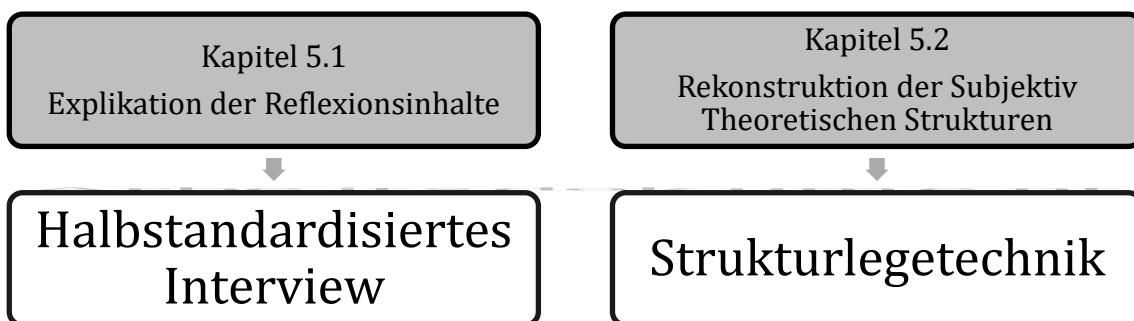 Kapitel 5.1
Explikation der Reflexionsinhalte
Kapitel 5.2
Rekonstruktion der Subjektiv
Theoretischen Strukturen
Halbstandardisiertes
Interview
Strukturlegetechnik